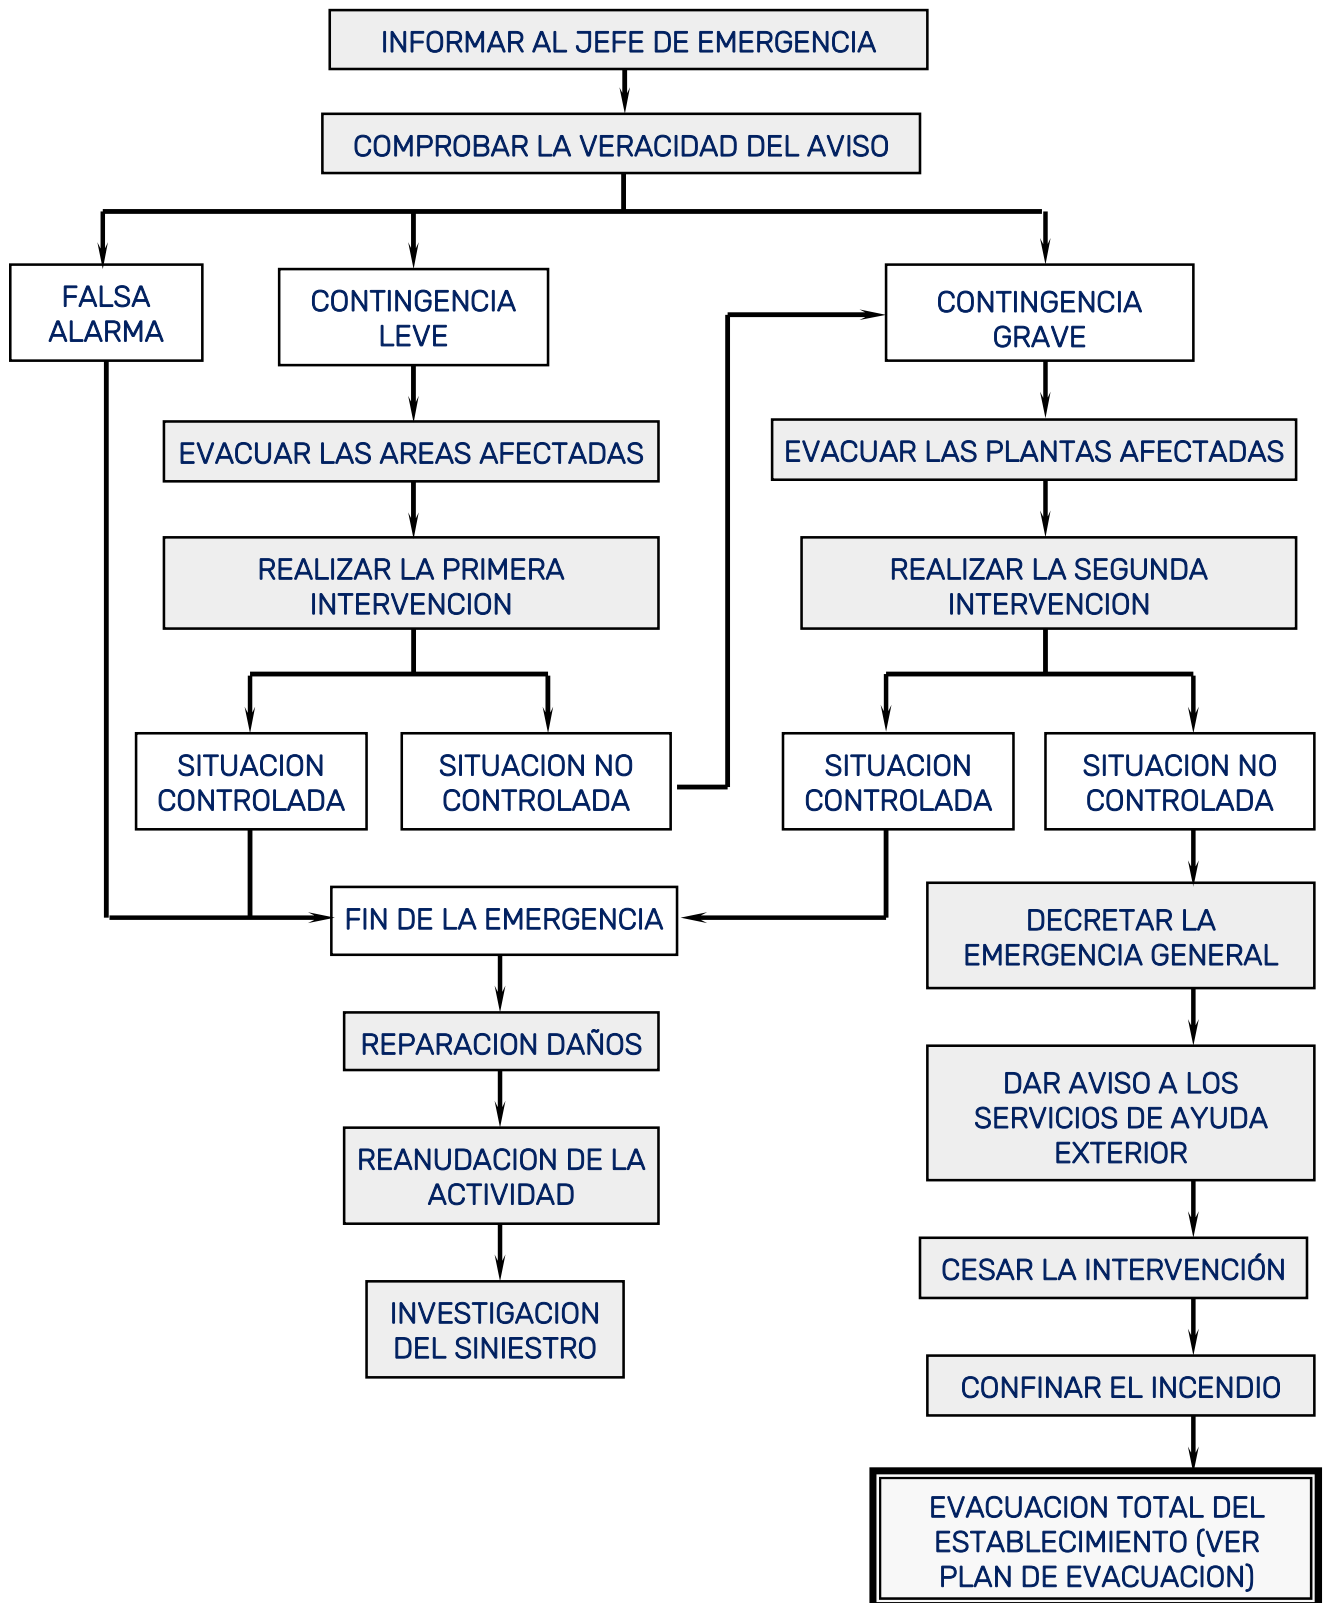 INFORMAR AL JEFE DE EMERGENCIA
COMPROBAR LA VERACIDAD DEL AVISO
FALSA
ALARMA
CONTINGENCIA
LEVE
CONTINGENCIA
GRAVE
EVACUAR LAS AREAS AFECTADAS
EVACUAR LAS PLANTAS AFECTADAS
REALIZAR LA PRIMERA
INTERVENCION
REALIZAR LA SEGUNDA
INTERVENCION
SITUACION
CONTROLADA
SITUACION NO
CONTROLADA
SITUACION
CONTROLADA
SITUACION NO
CONTROLADA
FIN DE LA EMERGENCIA
DECRETAR LA
EMERGENCIA GENERAL
REPARACION DAÑOS
DAR AVISO A LOS
SERVICIOS DE AYUDA
EXTERIOR
REANUDACION DE LA
ACTIVIDAD
CESAR LA INTERVENCIÓN
INVESTIGACION
DEL SINIESTRO
CONFINAR EL INCENDIO
EVACUACION TOTAL DEL
ESTABLECIMIENTO (VER
PLAN DE EVACUACION)